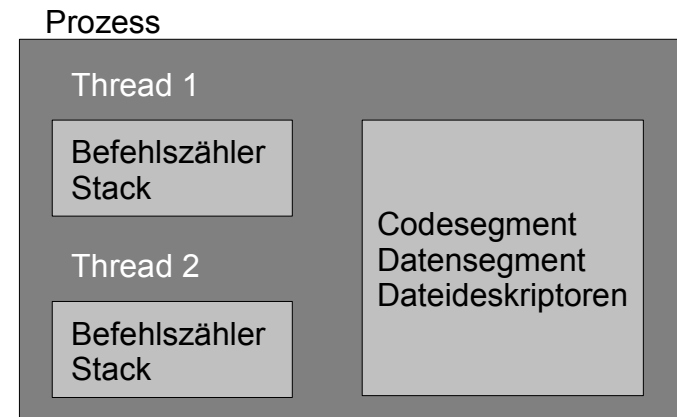 Prozess
Thread 1
Befehlszähler
Stack
Thread 2
Befehlszähler
Stack
Codesegment
Datensegment
Dateideskriptoren